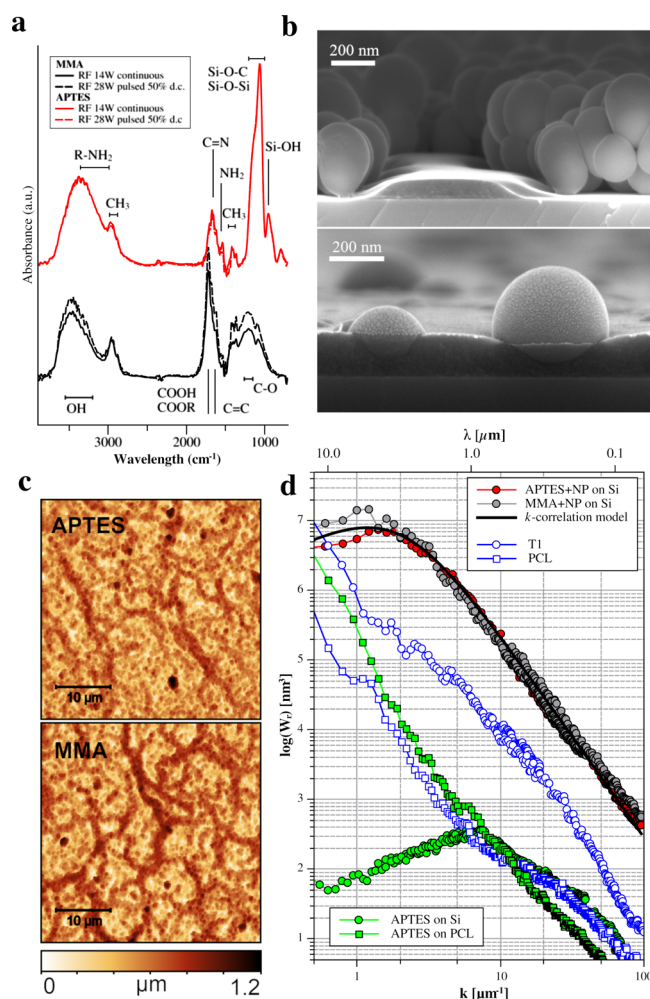 a
MMA
RF 14W continuous
RF 28W pulsed 50% d.c.
APTES
RF 14W continuous
RF 28W pulsed 50% d.c
Si-O-C
Si-O-Si
R-NH2
CH3
C=N
NH2
CH3
Si-OH
Absorbance (a.u.)
OH
COOH
COOR
C=C
C-O
3000 2000 1000
Wavelength (cm-1)
b
200 nm
200 nm
c
APTES
10 µm
MMA
10 µm
0 µm 1.2
d
λ [µm]
10.0 1.0 0.1
APTES+NP on Si
MMA+NP on Si
k-correlation model
T1
PCL
log(Wr) [nm3]
7
6
5
4
3
2
1
APTES on Si
APTES on PCL
1 10 100
k [µm-1]